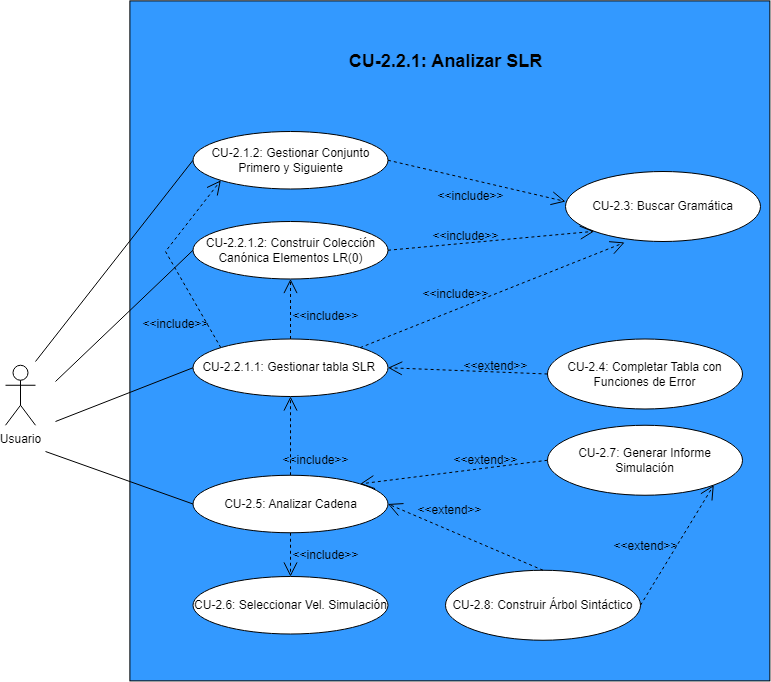 CU-2.2.1: Analizar SLR
CU-2.1.2: Gestionar Conjunto
Primero y Siguiente
<<include>>
CU-2.3: Buscar Gramática
CU-2.2.1.2: Construir Colección
Canónica Elementos LR(0)
<<include>>
<<include>>
<<include>>
<<include>>
CU-2.2.1.1: Gestionar tabla SLR
<<extend>>
CU-2.4: Completar Tabla con
Funciones de Error
Usuario
<<include>>
<<extend>>
CU-2.7: Generar Informe
Simulación
CU-2.5: Analizar Cadena
<<extend>>
<<include>>
<<extend>>
CU-2.6: Seleccionar Vel. Simulación
CU-2.8: Construir Árbol Sintáctico